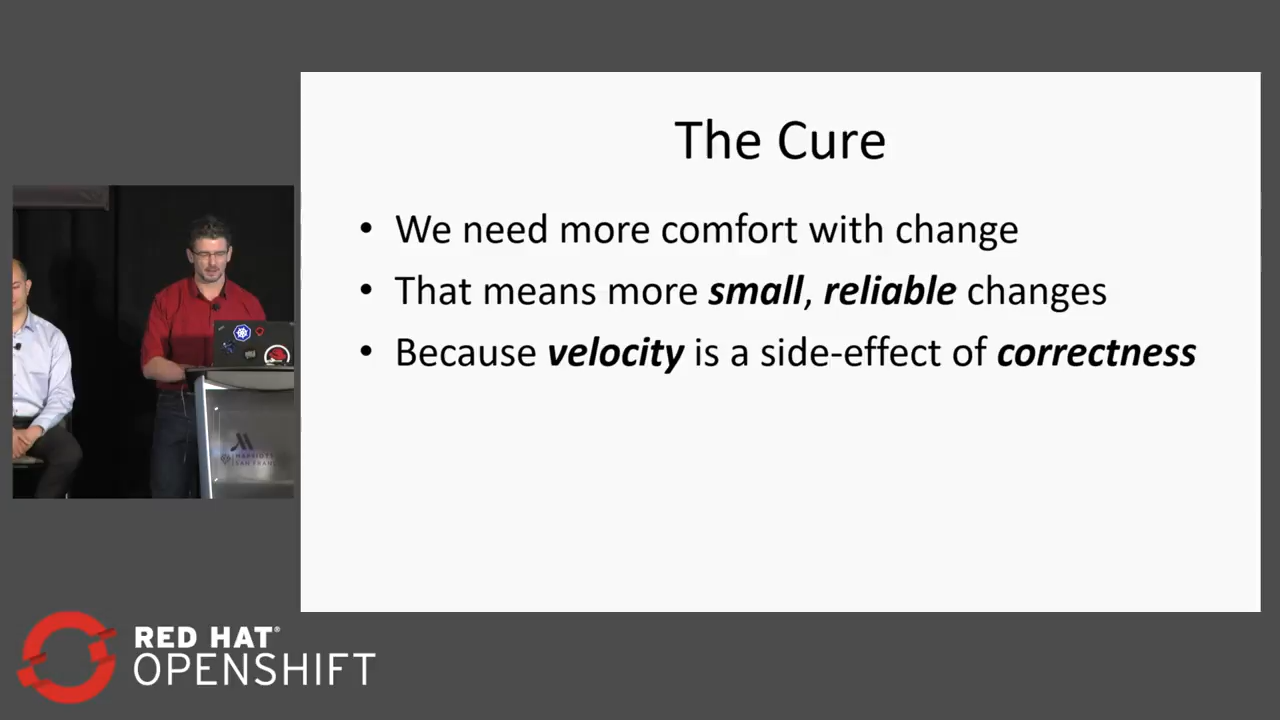 The Cure
• We need more comfort with change
• That means more small, reliable changes
• Because velocity is a side-effect of correctness
MARRIOTT
RED HAT®
OPENSHIFT